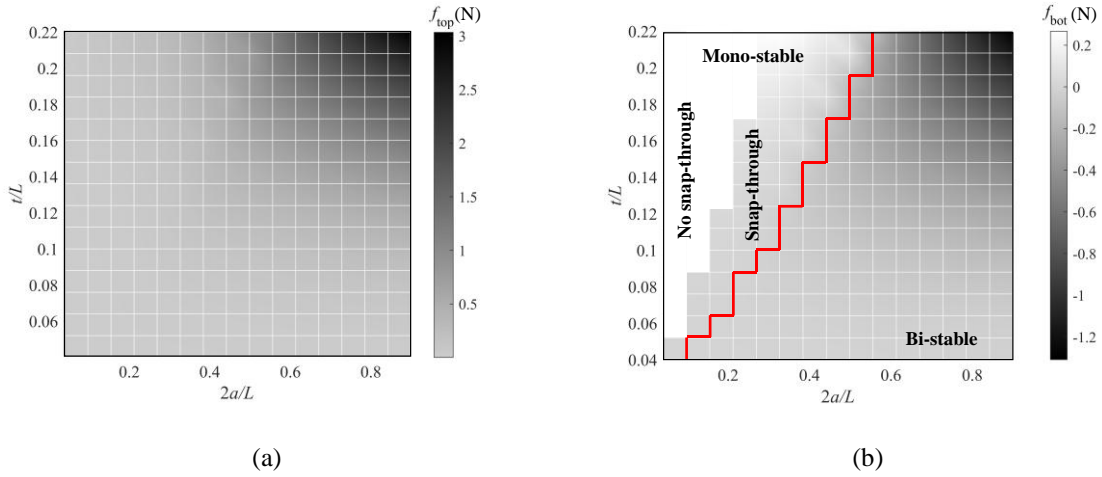 f_top(N)
3
2.5
2
1.5
1
0.5
0.22
0.2
0.18
0.16
0.14
0.12
0.1
0.08
0.06
t/L
0.2 0.4 0.6 0.8
2a/L
(a)
f_bot(N)
0.2
0
-0.2
-0.4
-0.6
-0.8
-1
-1.2
0.22
0.2
0.18
0.16
0.14
0.12
0.1
0.08
0.06
0.04
t/L
Mono-stable
No snap-through
Snap-through
Bi-stable
0.2 0.4 0.6 0.8
2a/L
(b)